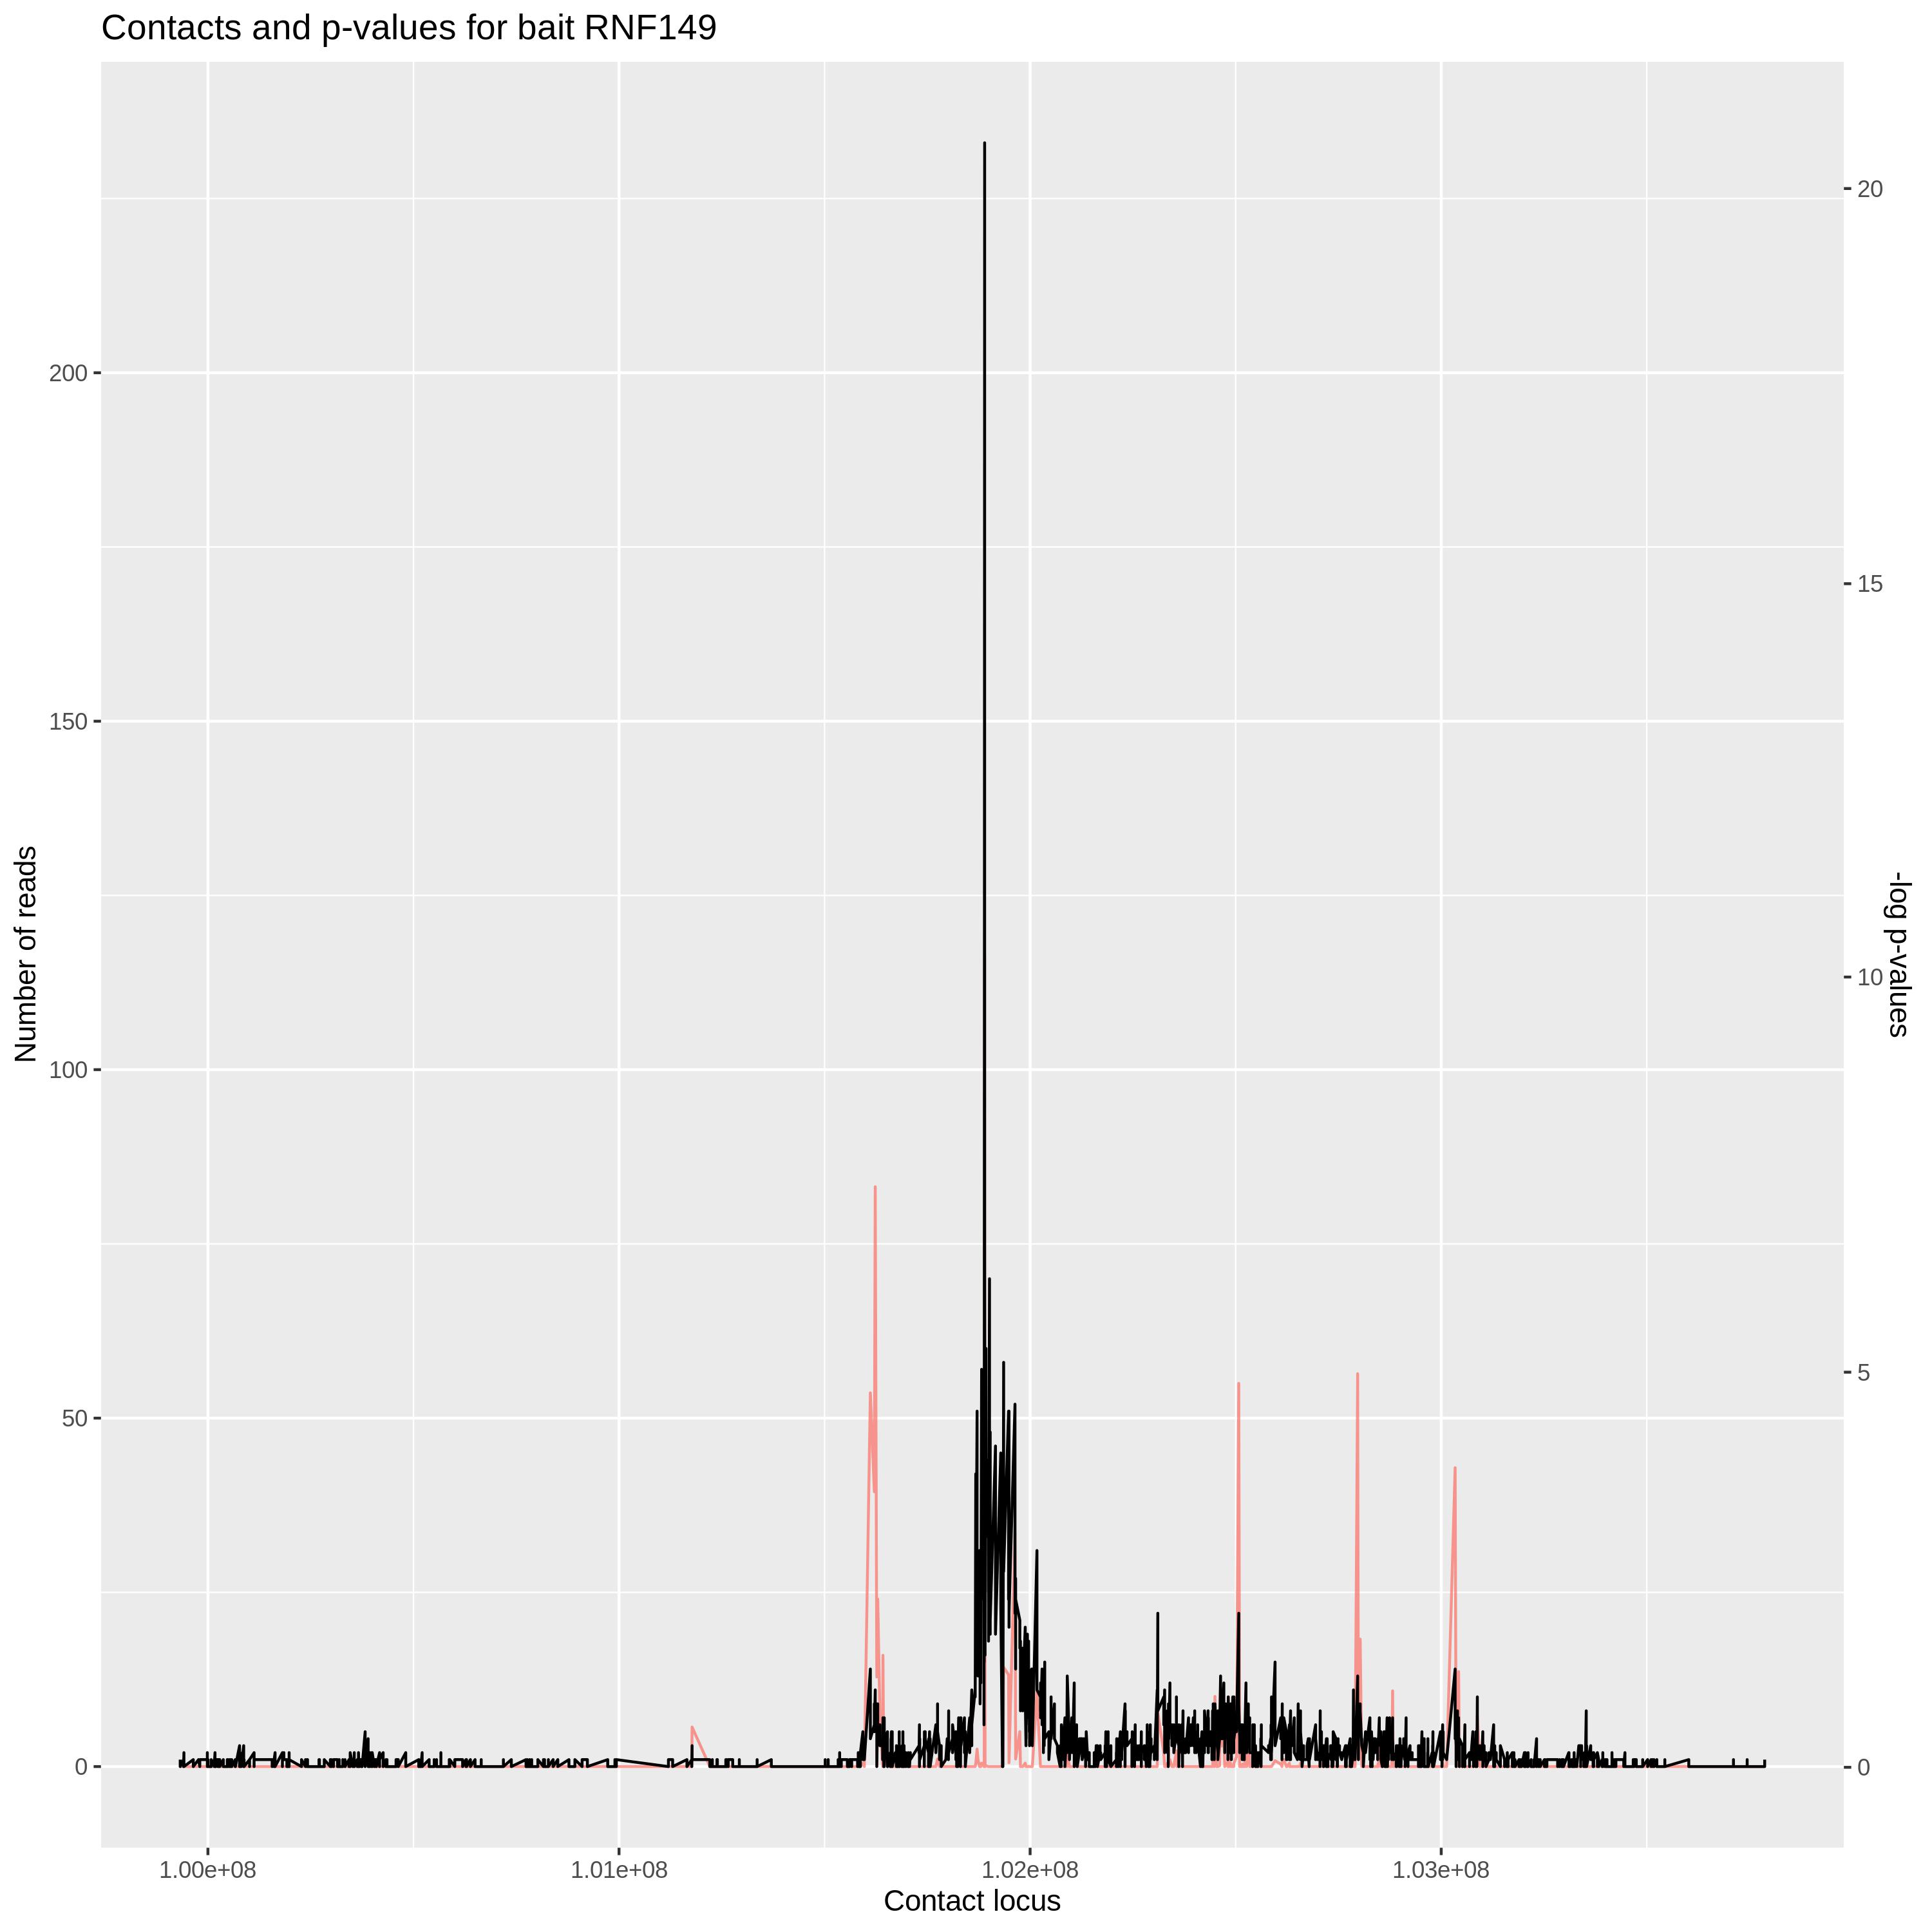 Contacts and p-values for bait RNF149
Number of reads
200
150
100
50
0
20
15
10
5
0
-log p-values
1.00e+08 1.01e+08 1.02e+08 1.03e+08
Contact locus